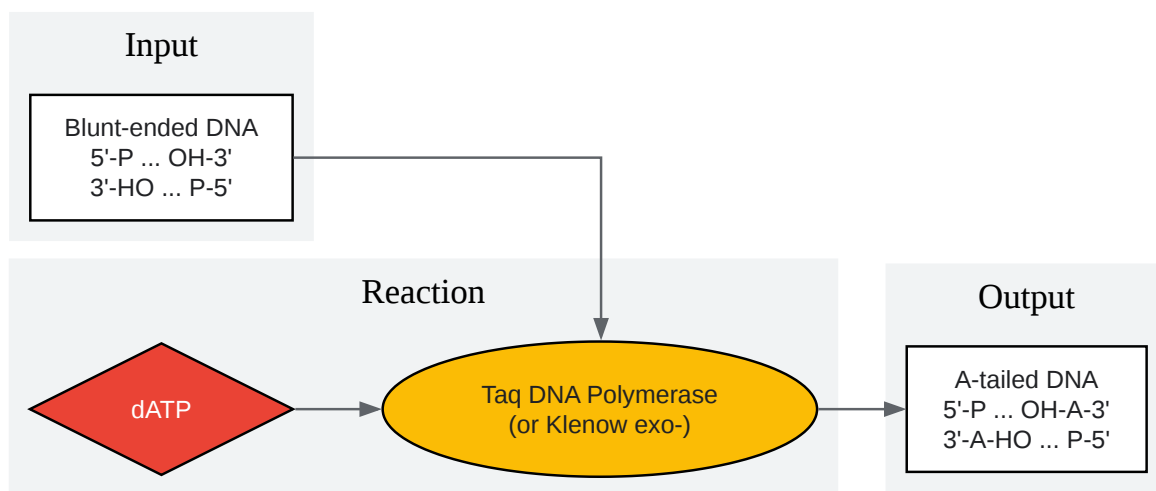 Input
Blunt-ended DNA
5'-P ... OH-3'
3'-HO ... P-5'
Reaction
dATP
Taq DNA Polymerase
(or Klenow exo-)
Output
A-tailed DNA
5'-P ... OH-A-3'
3'-A-HO ... P-5'